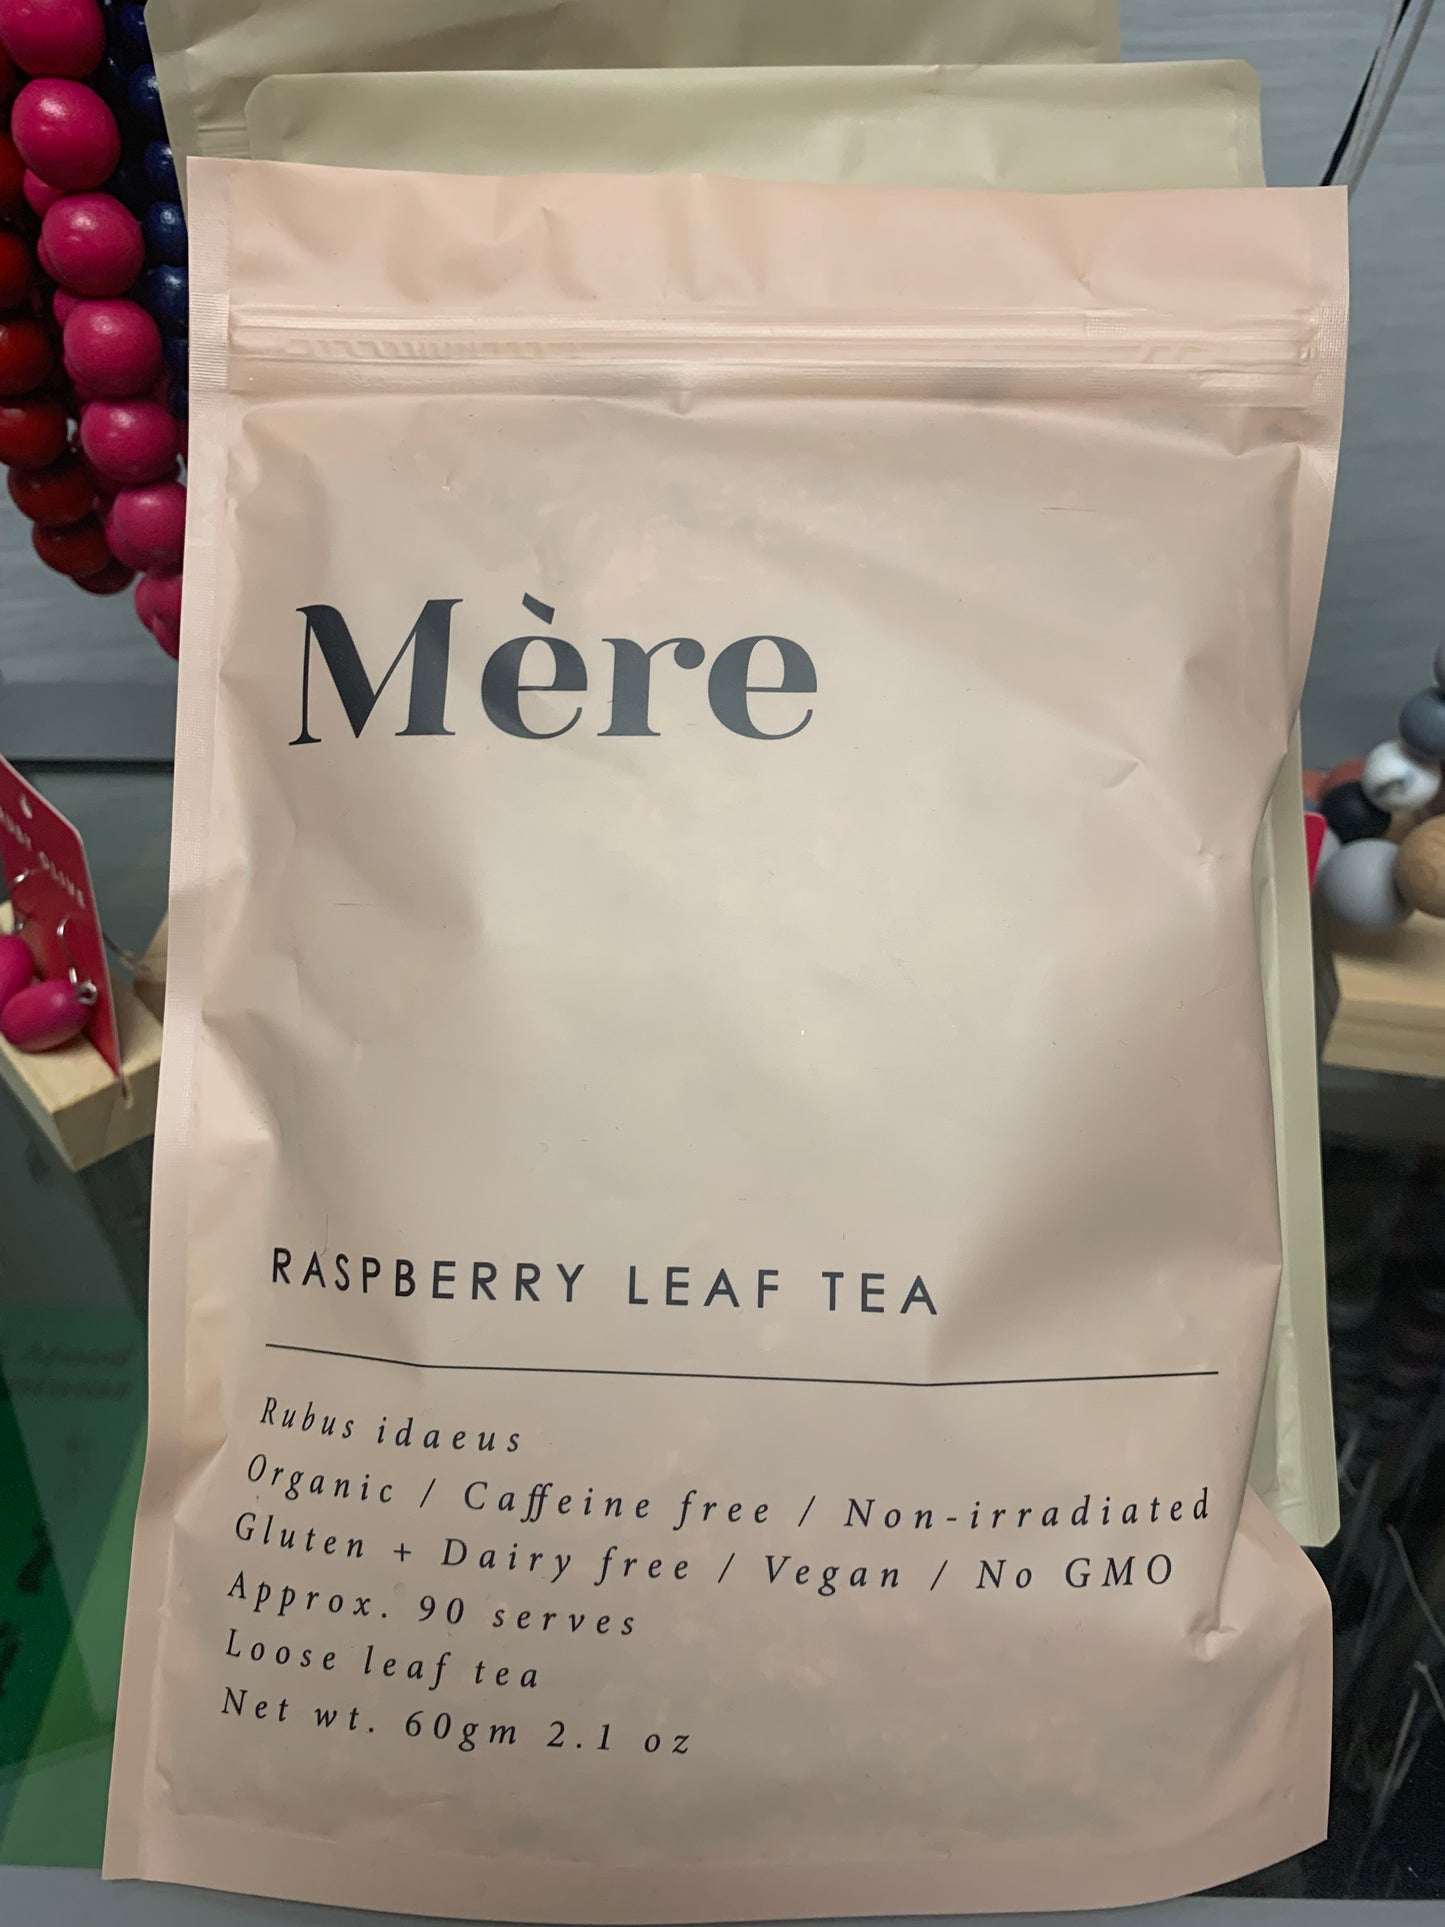 Mère
RASPBERRY LEAF TEA
Rubus idaeus
Organic / Caffeine free / Non-irradiated
Gluten + Dairy free / Vegan / No GMO
Approx. 90 serves
Loose leaf tea
Net wt. 60gm 2.1 oz